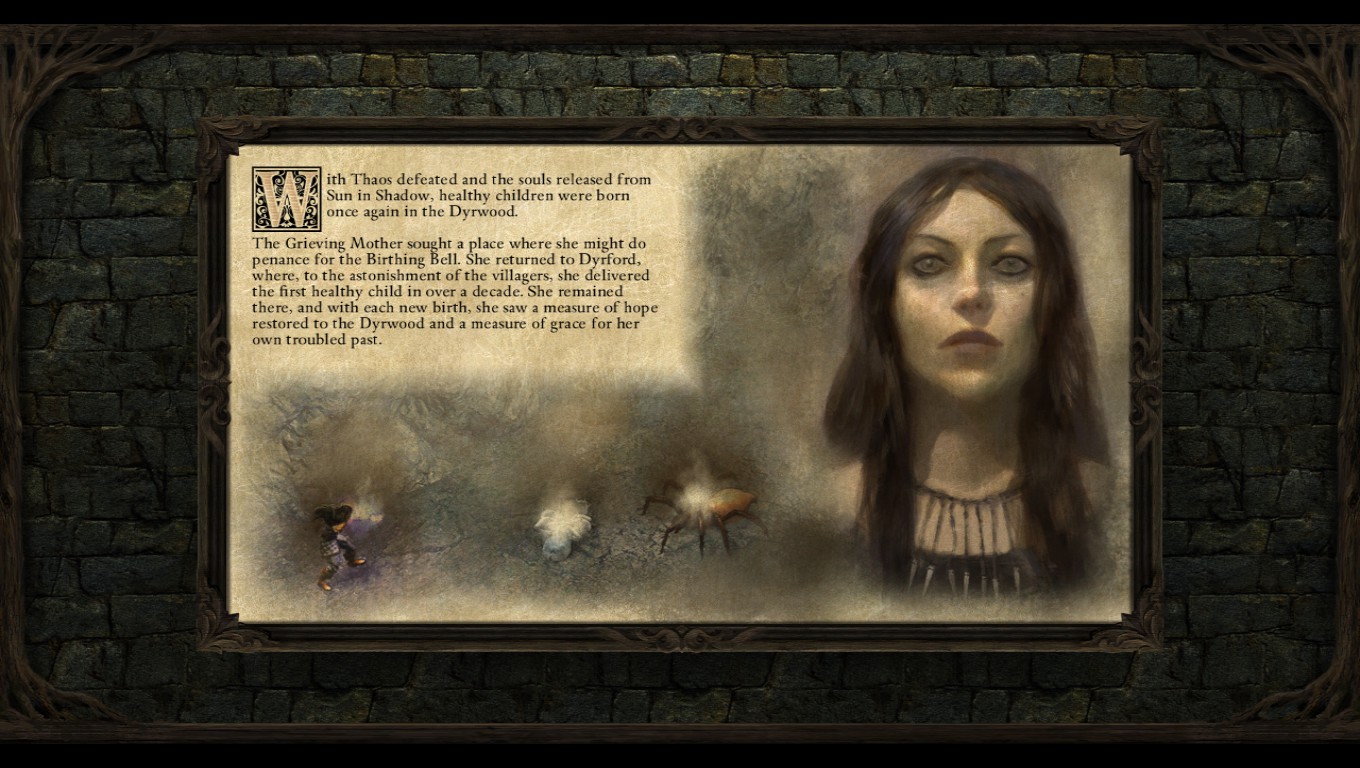 With Thaos defeated and the souls released from
Sun in Shadow, healthy children were born
once again in the Dyrwood.
The Grieving Mother sought a place where she might do
penance for the Birthing Bell. She returned to Dyrford,
where, to the astonishment of the villagers, she delivered
the first healthy child in over a decade. She remained
there, and with each new birth, she saw a measure of hope
restored to the Dyrwood and a measure of grace for her
own troubled past.